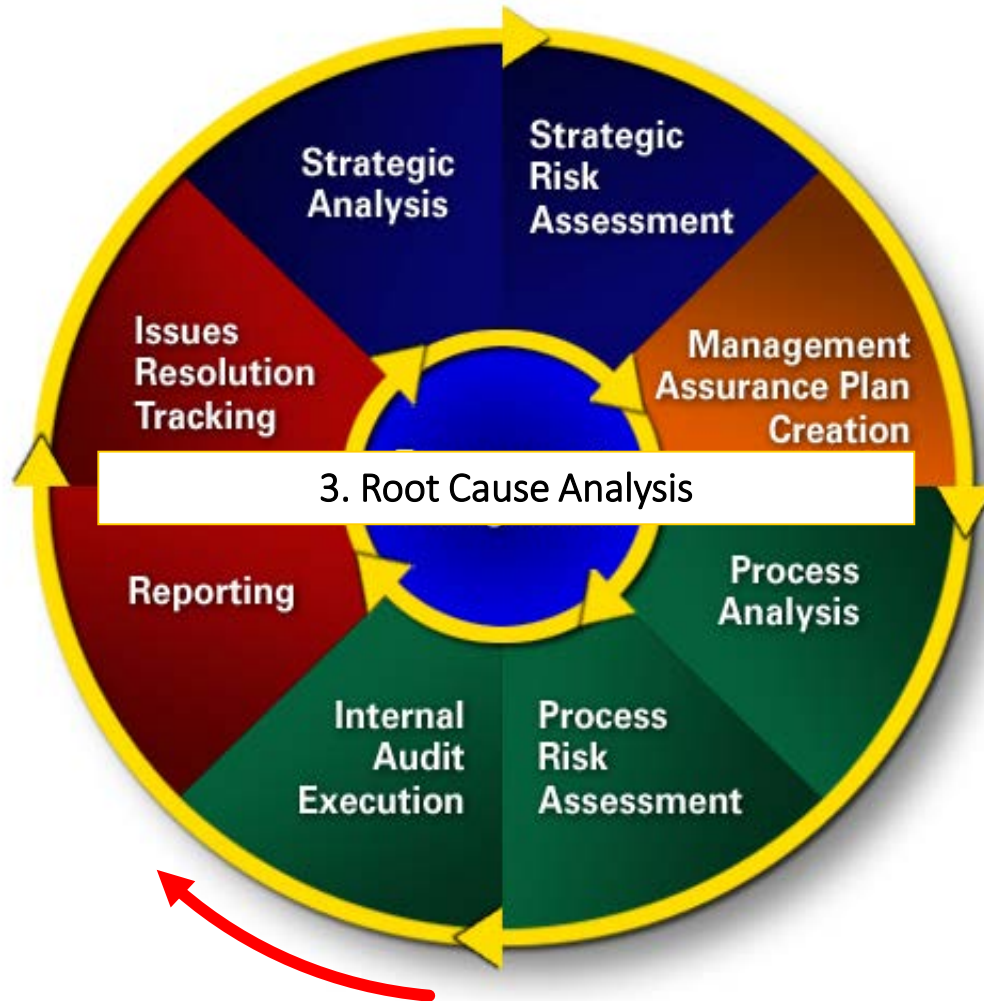 Strategic
Analysis
Strategic
Risk
Assessment
Management
Assurance Plan
Creation
Process
Analysis
Process
Risk
Assessment
Internal
Audit
Execution
Reporting
Issues
Resolution
Tracking
3. Root Cause Analysis